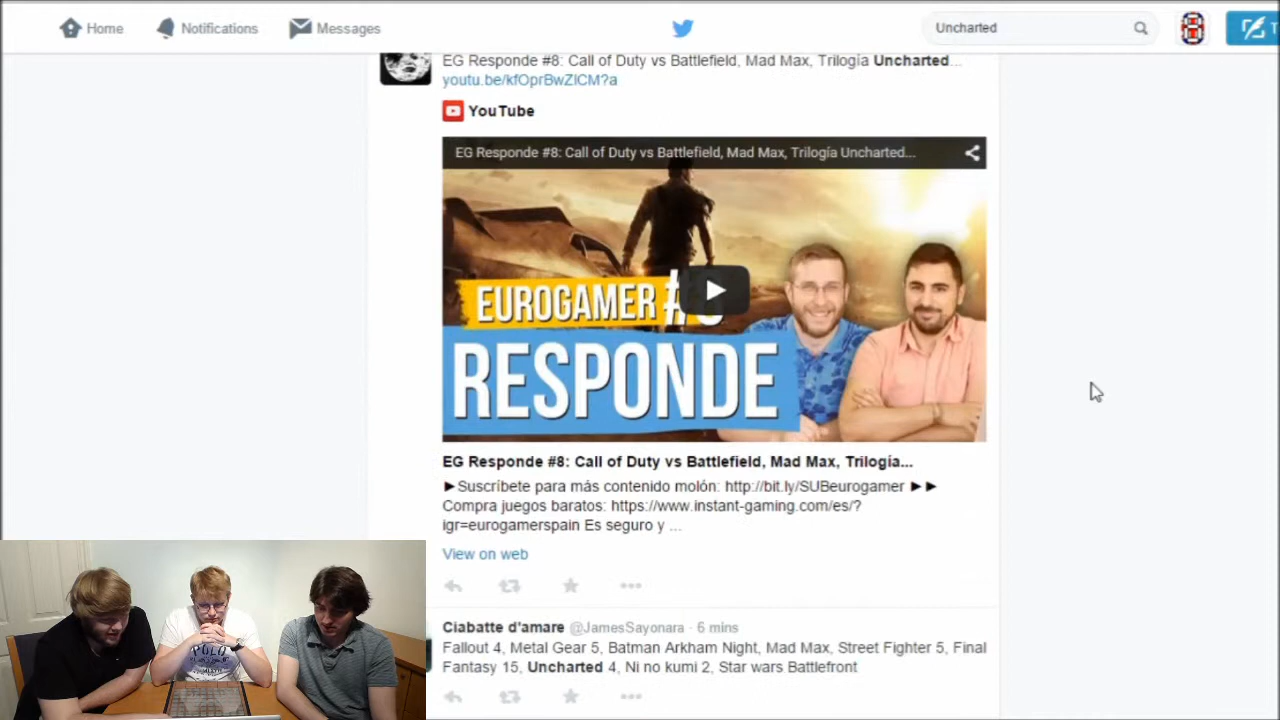 Home
Notifications
Messages
Uncharted
EG Responde #8: Call of Duty vs Battlefield, Mad Max, Trilogía Uncharted...
youtu.be/kfOprBwZICM?a
YouTube
EG Responde #8: Call of Duty vs Battlefield, Mad Max, Trilogía Uncharted...
EUROGAMER #8
RESPONDE
EG Responde #8: Call of Duty vs Battlefield, Mad Max, Trilogía...
►Suscríbete para más contenido molón: http://bit.ly/SUBeurogamer ►►
Compra juegos baratos: https://www.instant-gaming.com/es/?
igr=eurogamerspain Es seguro y ...
View on web
Ciabatte d'amare @JamesSayonara · 6 mins
Fallout 4, Metal Gear 5, Batman Arkham Night, Mad Max, Street Fighter 5, Final
Fantasy 15, Uncharted 4, Ni no kumi 2, Star wars Battlefront
POLO